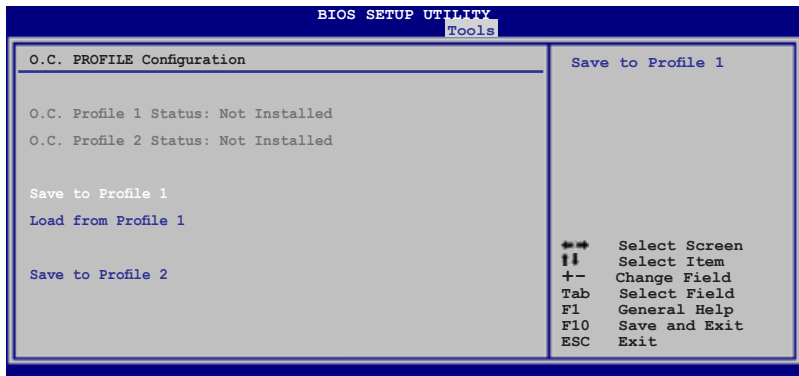 BIOS SETUP UTILITY
Tools
O.C. PROFILE Configuration
O.C. Profile 1 Status: Not Installed
O.C. Profile 2 Status: Not Installed
Save to Profile 1
Load from Profile 1
Save to Profile 2
Save to Profile 1
Select Screen
Select Item
+- Change Field
Tab Select Field
F1 General Help
F10 Save and Exit
ESC Exit